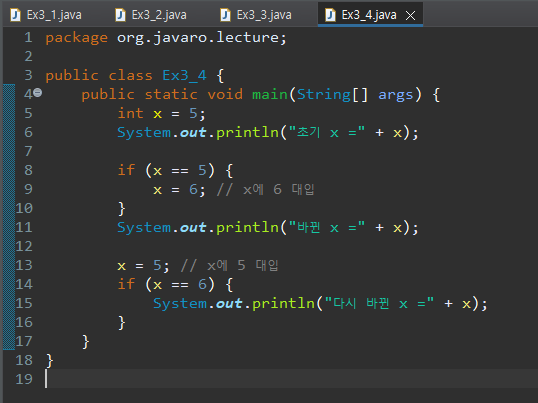 Ex3_1.java Ex3_2.java Ex3_3.java Ex3_4.java
1 package org.javaro.lecture;
2
3 public class Ex3_4 {
4 public static void main(String[] args) {
5 int x = 5;
6 System.out.println("초기 x =" + x);
7
8 if (x == 5) {
9 x = 6; // x에 6 대입
10 }
11 System.out.println("바뀐 x =" + x);
12
13 x = 5; // x에 5 대입
14 if (x == 6) {
15 System.out.println("다시 바뀐 x =" + x);
16 }
17 }
18 }
19